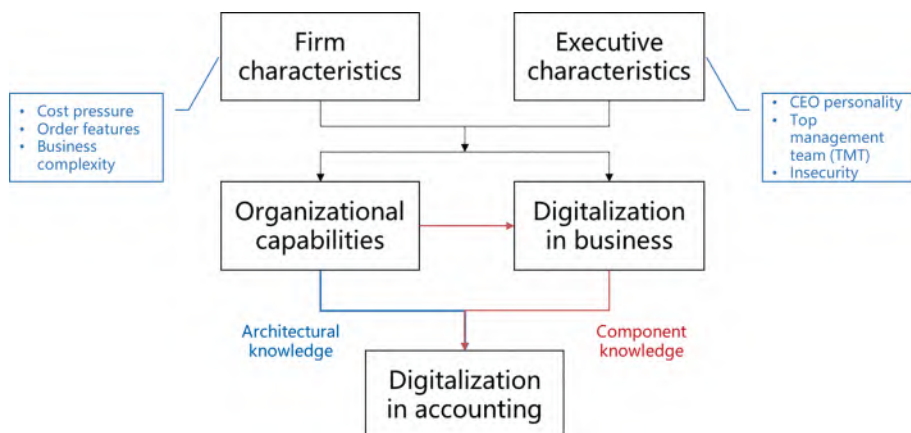 Firm
characteristics
Executive
characteristics
• Cost pressure
• Order features
• Business
complexity
• CEO personality
• Top
management
team (TMT)
• Insecurity
Organizational
capabilities
Digitalization
in business
Architectural
knowledge
Component
knowledge
Digitalization
in accounting